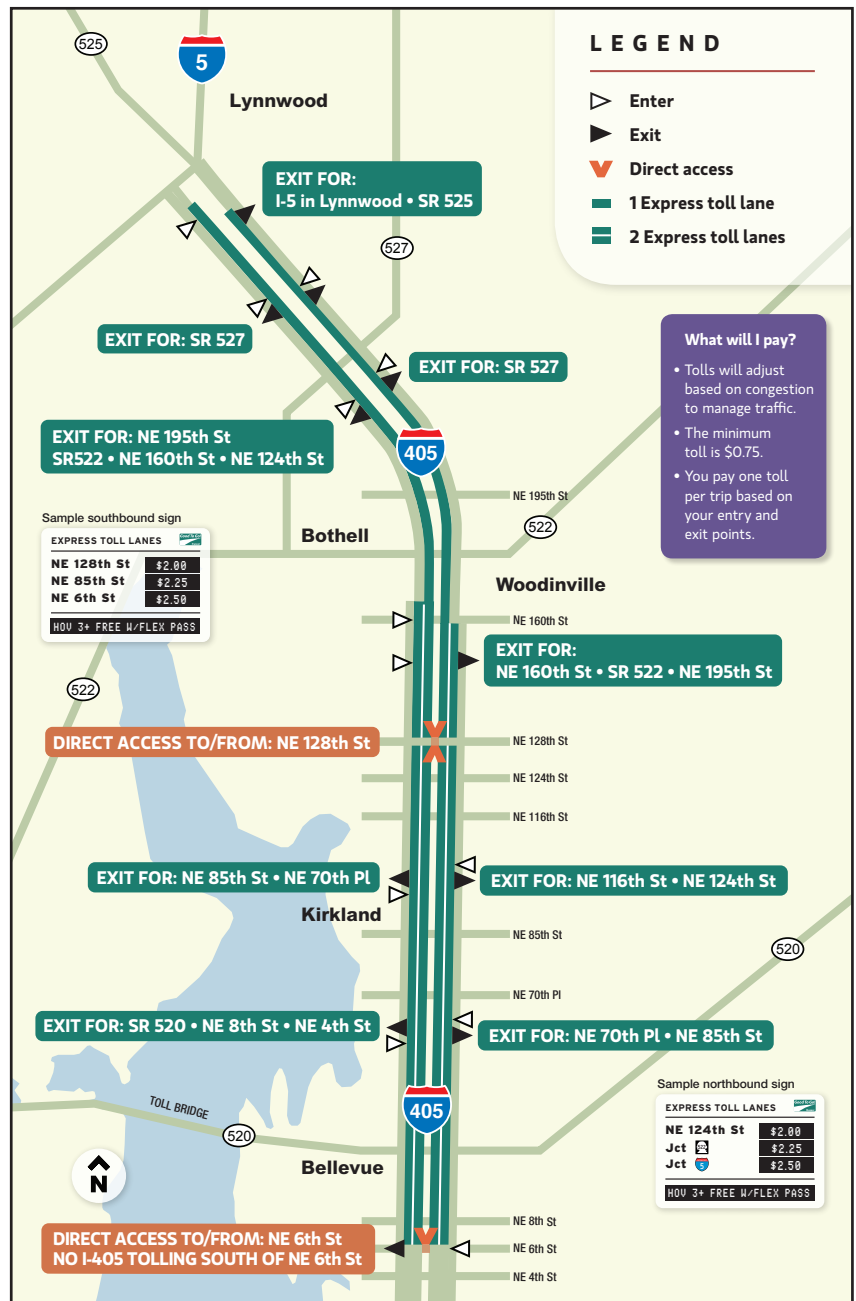 525
5
Lynnwood
LEGEND
Enter
Exit
Direct access
1 Express toll lane
2 Express toll lanes
EXIT FOR:
I-5 in Lynnwood • SR 525
527
EXIT FOR: SR 527
EXIT FOR: SR 527
What will I pay?
• Tolls will adjust
based on congestion
to manage traffic.
• The minimum
toll is $0.75.
• You pay one toll
per trip based on
your entry and
exit points.
EXIT FOR: NE 195th St
SR522 • NE 160th St • NE 124th St
405
NE 195th St
522
Bothell
Sample southbound sign
EXPRESS TOLL LANES
NE 128th St $2.00
NE 85th St $2.25
NE 6th St $2.50
HOV 3+ FREE W/FLEX PASS
Woodinville
NE 160th St
EXIT FOR:
NE 160th St • SR 522 • NE 195th St
522
DIRECT ACCESS TO/FROM: NE 128th St
NE 128th St
NE 124th St
NE 116th St
EXIT FOR: NE 85th St • NE 70th Pl
EXIT FOR: NE 116th St • NE 124th St
Kirkland
NE 85th St
520
NE 70th Pl
EXIT FOR: SR 520 • NE 8th St • NE 4th St
EXIT FOR: NE 70th Pl • NE 85th St
405
TOLL BRIDGE
520
Sample northbound sign
EXPRESS TOLL LANES
NE 124th St $2.00
Jct 522 $2.25
Jct 5 $2.50
HOV 3+ FREE W/FLEX PASS
Bellevue
N
NE 8th St
DIRECT ACCESS TO/FROM: NE 6th St
NO I-405 TOLLING SOUTH OF NE 6th St
NE 6th St
NE 4th St